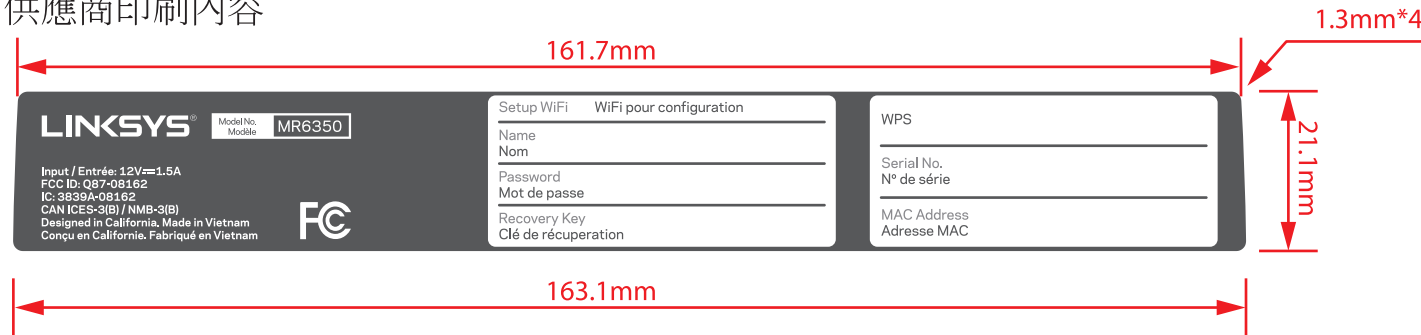 供應商印刷內容
1.3mm*4
161.7mm
LINKSYS®
Model No.
Modèle
MR6350
Input / Entrée: 12V⎓1.5A
FCC ID: Q87-08162
IC: 3839A-08162
CAN ICES-3(B) / NMB-3(B)
Designed in California. Made in Vietnam
Conçu en Californie. Fabriqué en Vietnam
FC
Setup WiFi WiFi pour configuration
Name
Nom
Password
Mot de passe
Recovery Key
Clé de récuperation
WPS
Serial No.
Nº de série
MAC Address
Adresse MAC
21.1mm
163.1mm